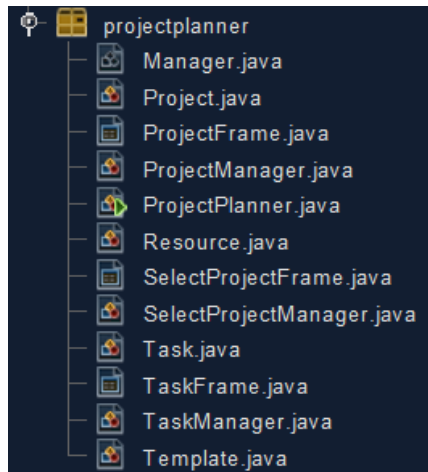 projectplanner
Manager.java
Project.java
ProjectFrame.java
ProjectManager.java
ProjectPlanner.java
Resource.java
SelectProjectFrame.java
SelectProjectManager.java
Task.java
TaskFrame.java
TaskManager.java
Template.java